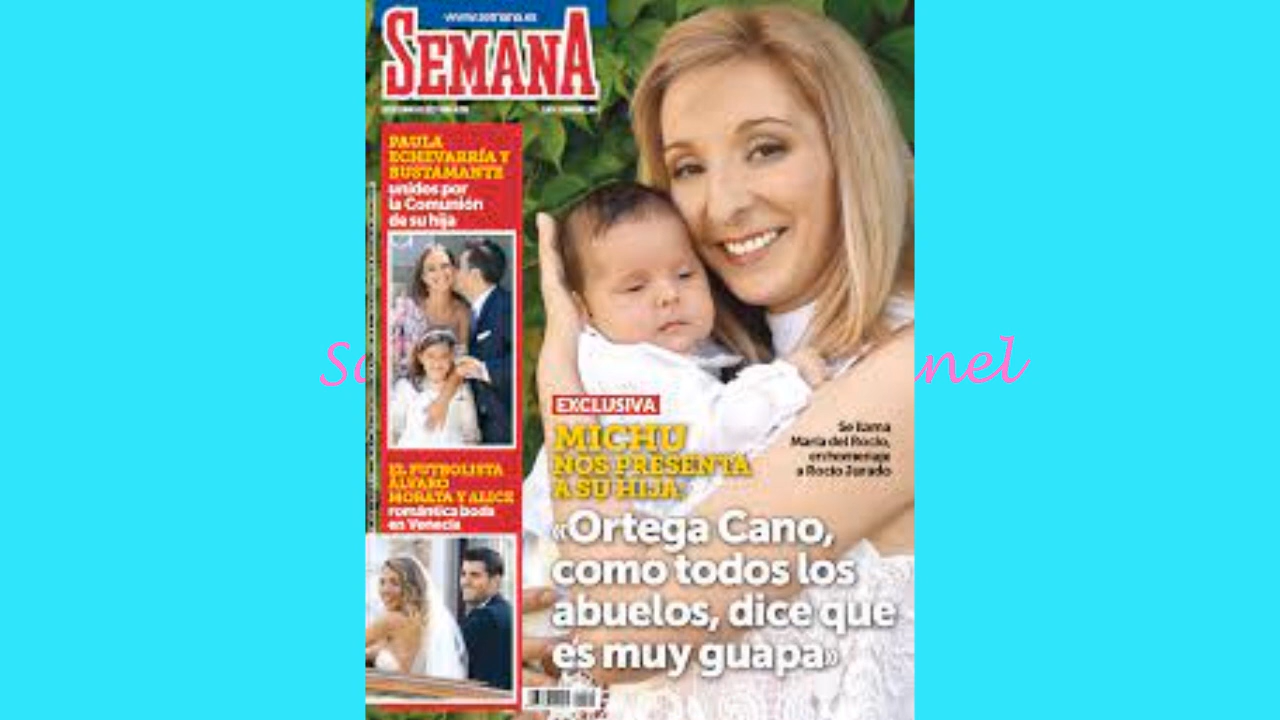 www.semana.es
SEMANA
PAULA
ECHEVARRÍA Y
BUSTAMANTE
unidos por
la Comunión
de su hija
EL FUTBOLISTA
ÁLVARO
MORATA Y ALICE
romántica boda
en Venecia
EXCLUSIVA
MICHU
NOS PRESENTA
A SU HIJA:
Se llama
María del Rocío,
en homenaje
a Rocío Jurado
«Ortega Cano,
como todos los
abuelos, dice que
es muy guapa»